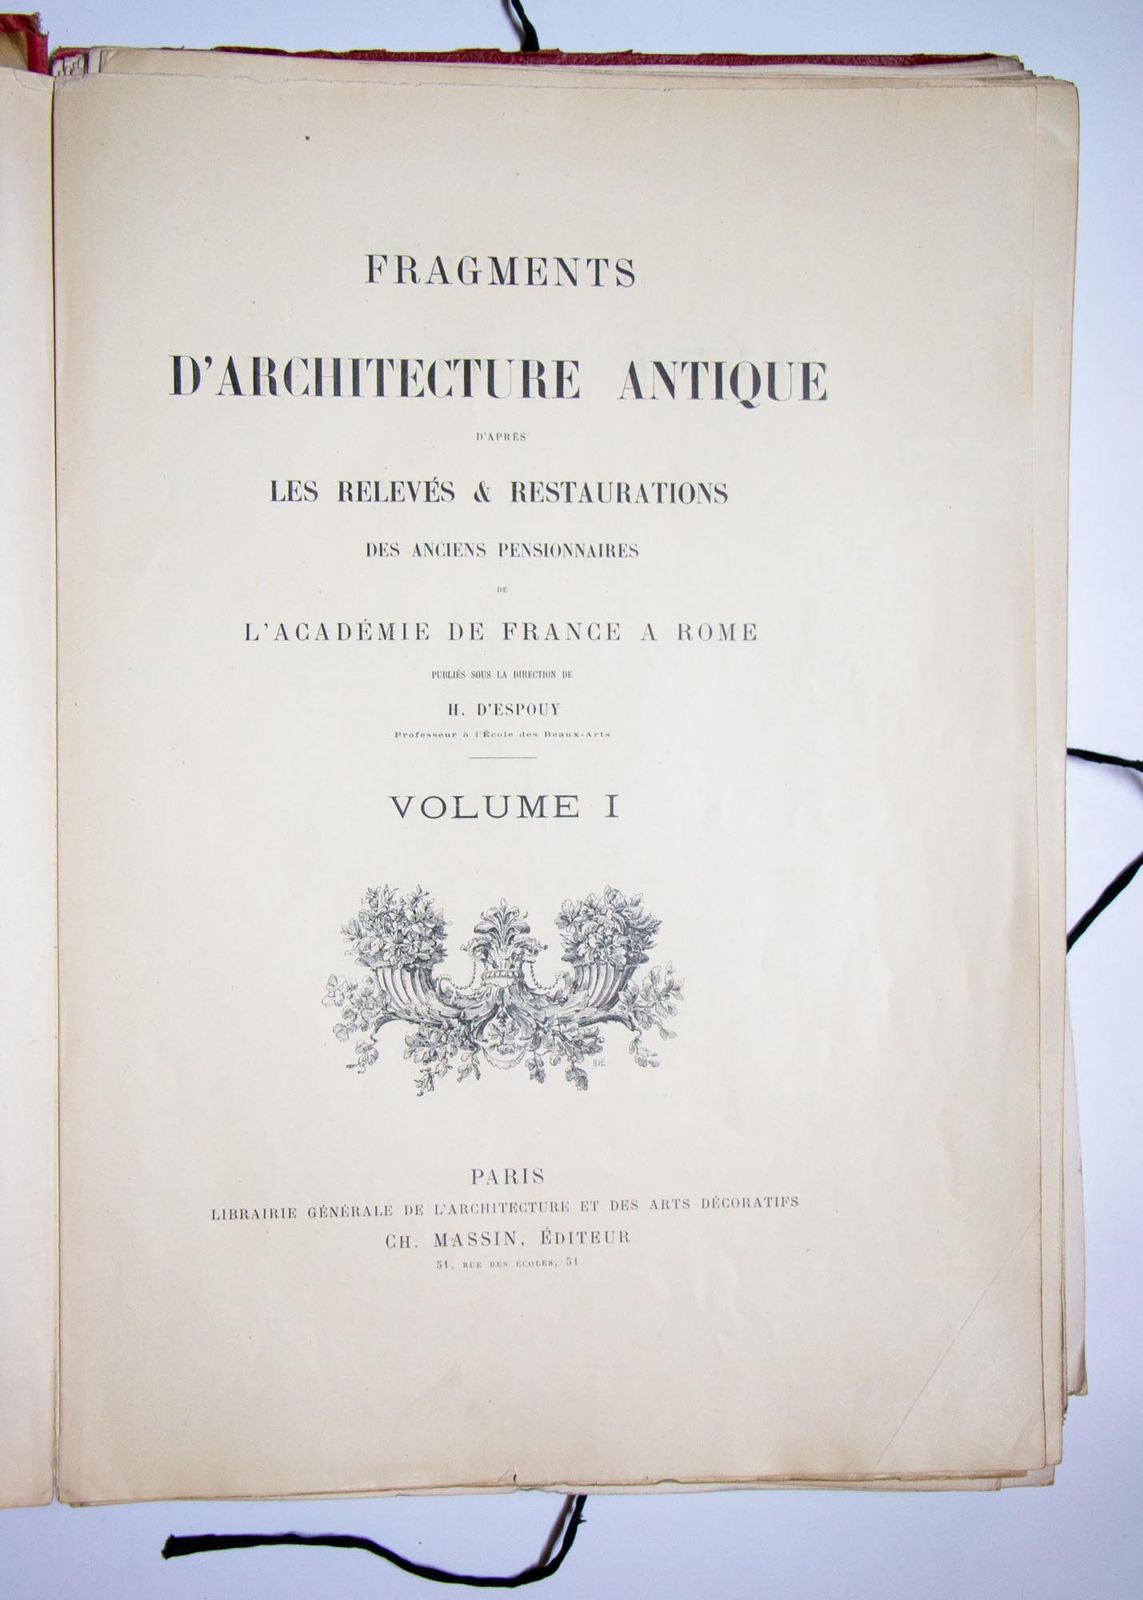 FRAGMENTS
D'ARCHITECTURE ANTIQUE
D'APRÈS
LES RELEVÉS & RESTAURATIONS
DES ANCIENS PENSIONNAIRES
DE
L'ACADÉMIE DE FRANCE A ROME
PUBLIÉS SOUS LA DIRECTION DE
H. D'ESPOUY
Professeur à l'École des Beaux-Arts
VOLUME I
PARIS
LIBRAIRIE GÉNÉRALE DE L'ARCHITECTURE ET DES ARTS DÉCORATIFS
CH. MASSIN, ÉDITEUR
51, RUE DES ÉCOLES, 51